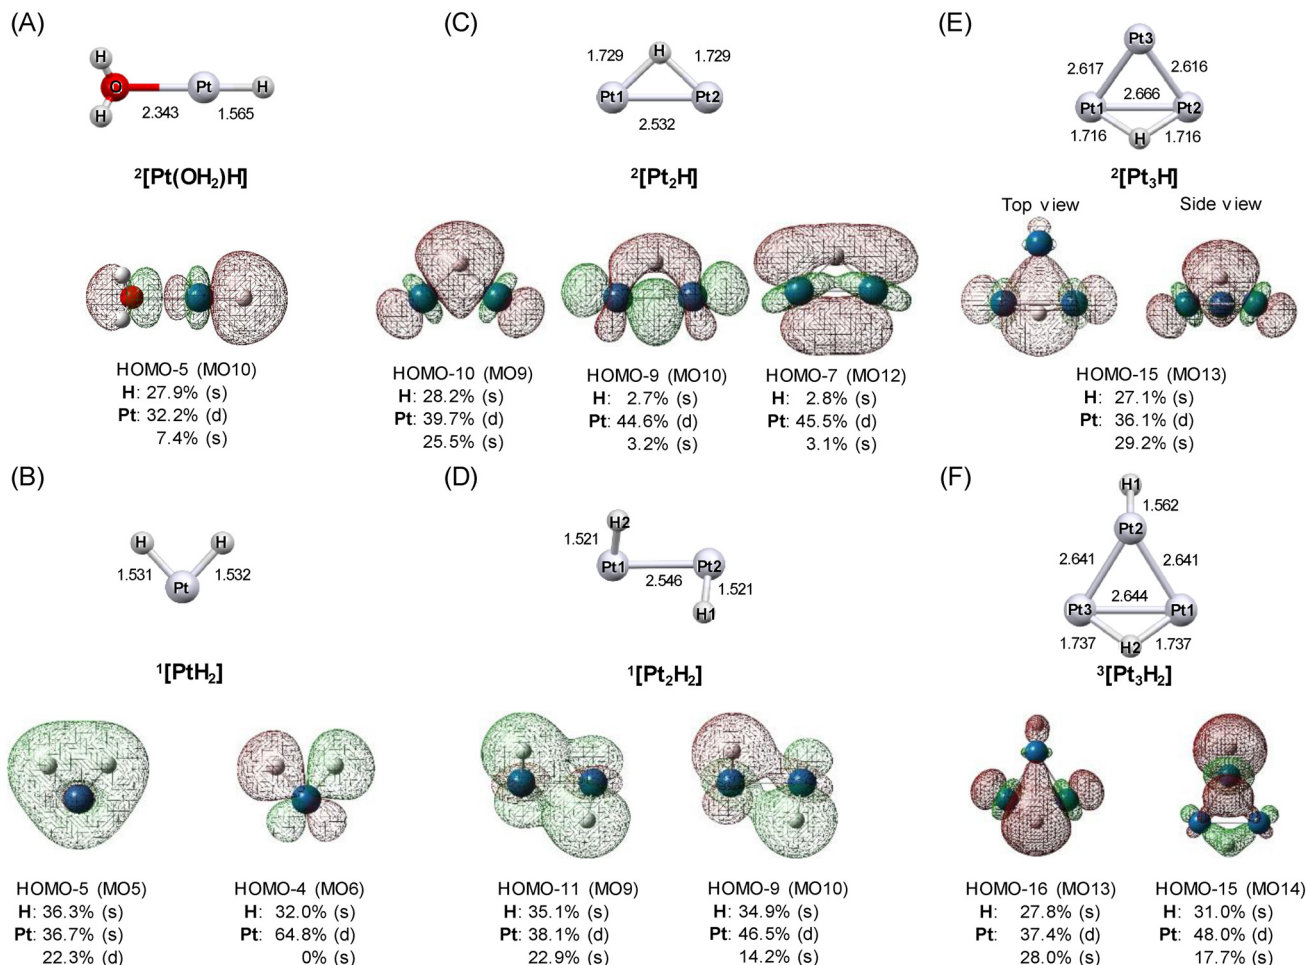 (A)
H
O
Pt
H
H
2.343
1.565
²[Pt(OH₂)H]
HOMO-5 (MO10)
H: 27.9% (s)
Pt: 32.2% (d)
7.4% (s)
(C)
1.729
H
1.729
Pt1
Pt2
2.532
²[Pt₂H]
HOMO-10 (MO9)
H: 28.2% (s)
Pt: 39.7% (d)
25.5% (s)
HOMO-9 (MO10)
H: 2.7% (s)
Pt: 44.6% (d)
3.2% (s)
HOMO-7 (MO12)
H: 2.8% (s)
Pt: 45.5% (d)
3.1% (s)
(E)
Pt3
2.617
2.616
2.666
Pt1
Pt2
1.716
H
1.716
²[Pt₃H]
Top view
Side view
HOMO-15 (MO13)
H: 27.1% (s)
Pt: 36.1% (d)
29.2% (s)
(B)
H
H
1.531
Pt
1.532
¹[PtH₂]
HOMO-5 (MO5)
H: 36.3% (s)
Pt: 36.7% (s)
22.3% (d)
HOMO-4 (MO6)
H: 32.0% (s)
Pt: 64.8% (d)
0% (s)
(D)
H2
1.521
Pt1
Pt2
2.546
1.521
H1
¹[Pt₂H₂]
HOMO-11 (MO9)
H: 35.1% (s)
Pt: 38.1% (d)
22.9% (s)
HOMO-9 (MO10)
H: 34.9% (s)
Pt: 46.5% (d)
14.2% (s)
(F)
H1
1.562
Pt2
2.641
2.641
2.644
Pt3
Pt1
1.737
H2
1.737
³[Pt₃H₂]
HOMO-16 (MO13)
H: 27.8% (s)
Pt: 37.4% (d)
28.0% (s)
HOMO-15 (MO14)
H: 31.0% (s)
Pt: 48.0% (d)
17.7% (s)